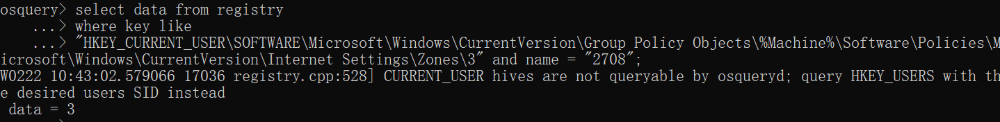 osquery> select data from registry
    ...> where key like
    ...> "HKEY_CURRENT_USER\SOFTWARE\Microsoft\Windows\CurrentVersion\Group Policy Objects\%Machine%\Software\Policies\M
icrosoft\Windows\CurrentVersion\Internet Settings\Zones\3" and name = "2708";
W0222 10:43:02.579066 17036 registry.cpp:528] CURRENT_USER hives are not queryable by osqueryd; query HKEY_USERS with th
e desired users SID instead
 data = 3